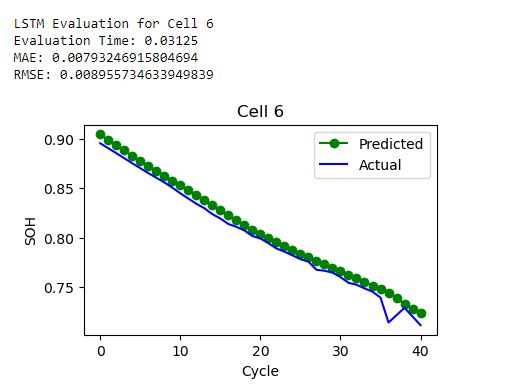 LSTM Evaluation for Cell 6
Evaluation Time: 0.03125
MAE: 0.00793246915804694
RMSE: 0.008955734633949839
Cell 6
Predicted
Actual
0.90
0.85
0.80
0.75
SOH
0 10 20 30 40
Cycle